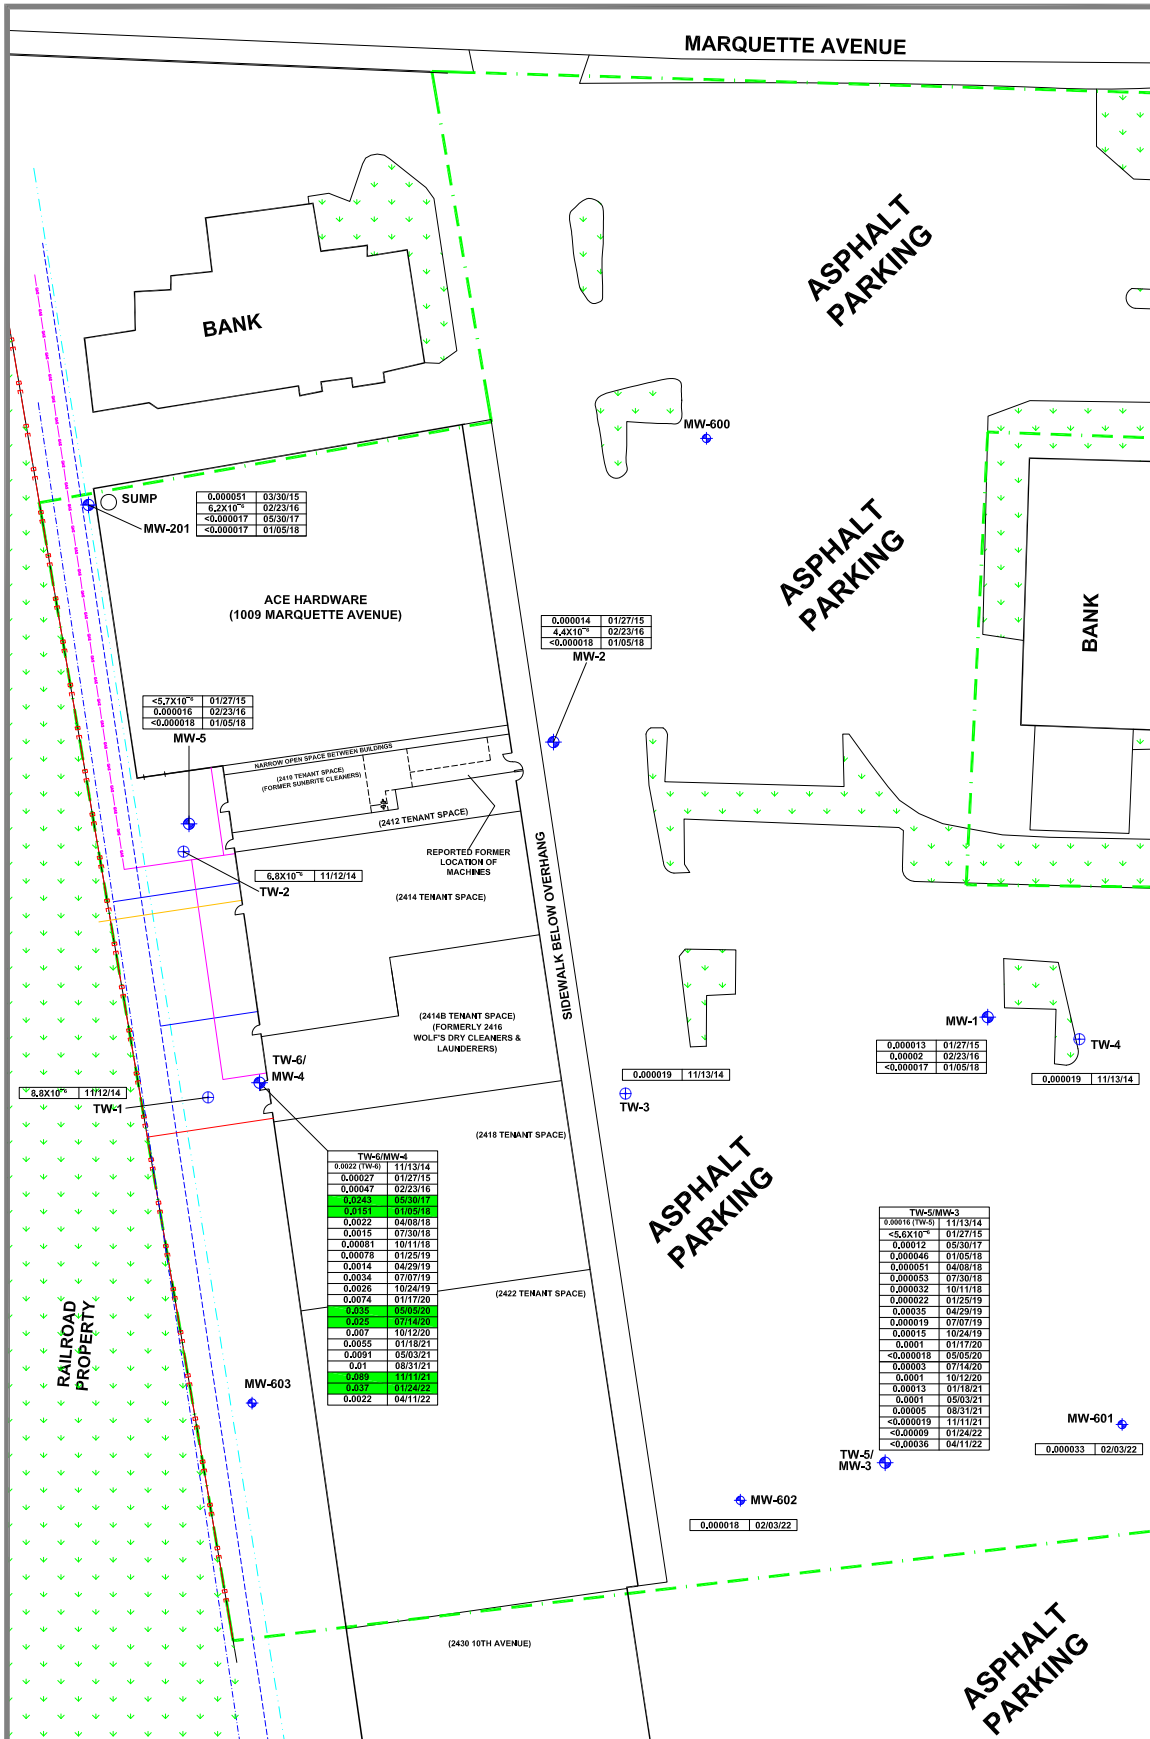 MARQUETTE AVENUE
ASPHALT
PARKING
BANK
MW-600
SUMP
MW-201
0.000051 03/30/15
6.2X10⁻⁶ 02/23/16
<0.000017 05/30/17
<0.000017 01/05/18
ASPHALT
PARKING
BANK
ACE HARDWARE
(1009 MARQUETTE AVENUE)
0.000014 01/27/15
4.4X10⁻⁶ 02/23/16
<0.000018 01/05/18
MW-2
<5.7X10⁻⁶ 01/27/15
0.000016 02/23/16
<0.000018 01/05/18
MW-5
NARROW OPEN SPACE BETWEEN BUILDINGS
(2410 TENANT SPACE)
(FORMER SUNBRITE CLEANERS)
(2412 TENANT SPACE)
REPORTED FORMER
LOCATION OF
MACHINES
6.8X10⁻⁶ 11/12/14
TW-2
(2414 TENANT SPACE)
SIDEWALK BELOW OVERHANG
(2414B TENANT SPACE)
(FORMERLY 2416
WOLF'S DRY CLEANERS &
LAUNDERERS)
MW-1
0.000013 01/27/15
0.00002 02/23/16
<0.000017 01/05/18
TW-4
0.000019 11/13/14
TW-6/
MW-4
0.000019 11/13/14
TW-3
8.8X10⁻⁶ 11/12/14
TW-1
(2418 TENANT SPACE)
ASPHALT
PARKING
TW-6/MW-4
0.0022 (TW-6) 11/13/14
0.00027 01/27/15
0.00047 02/23/16
0.0243 05/30/17
0.0151 01/05/18
0.0022 04/08/18
0.0015 07/30/18
0.00081 10/11/18
0.00078 01/25/19
0.0014 04/29/19
0.0034 07/07/19
0.0026 10/24/19
0.0074 01/17/20
0.035 05/05/20
0.025 07/14/20
0.007 10/12/20
0.0055 01/18/21
0.0091 05/03/21
0.01 08/31/21
0.089 11/11/21
0.037 01/24/22
0.0022 04/11/22
TW-5/MW-3
0.00016 (TW-5) 11/13/14
<5.6X10⁻⁶ 01/27/15
0.00012 05/30/17
0.000046 01/05/18
0.000051 04/08/18
0.000053 07/30/18
0.000032 10/11/18
0.000022 01/25/19
0.00035 04/29/19
0.000019 07/07/19
0.00015 10/24/19
0.0001 01/17/20
<0.000018 05/05/20
0.00003 07/14/20
0.0001 10/12/20
0.00013 01/18/21
0.0001 05/03/21
0.00005 08/31/21
<0.000019 11/11/21
<0.00009 01/24/22
<0.00036 04/11/22
(2422 TENANT SPACE)
RAILROAD
PROPERTY
MW-603
MW-601
0.000033 02/03/22
TW-5/
MW-3
MW-602
0.000018 02/03/22
(2430 10TH AVENUE)
ASPHALT
PARKING